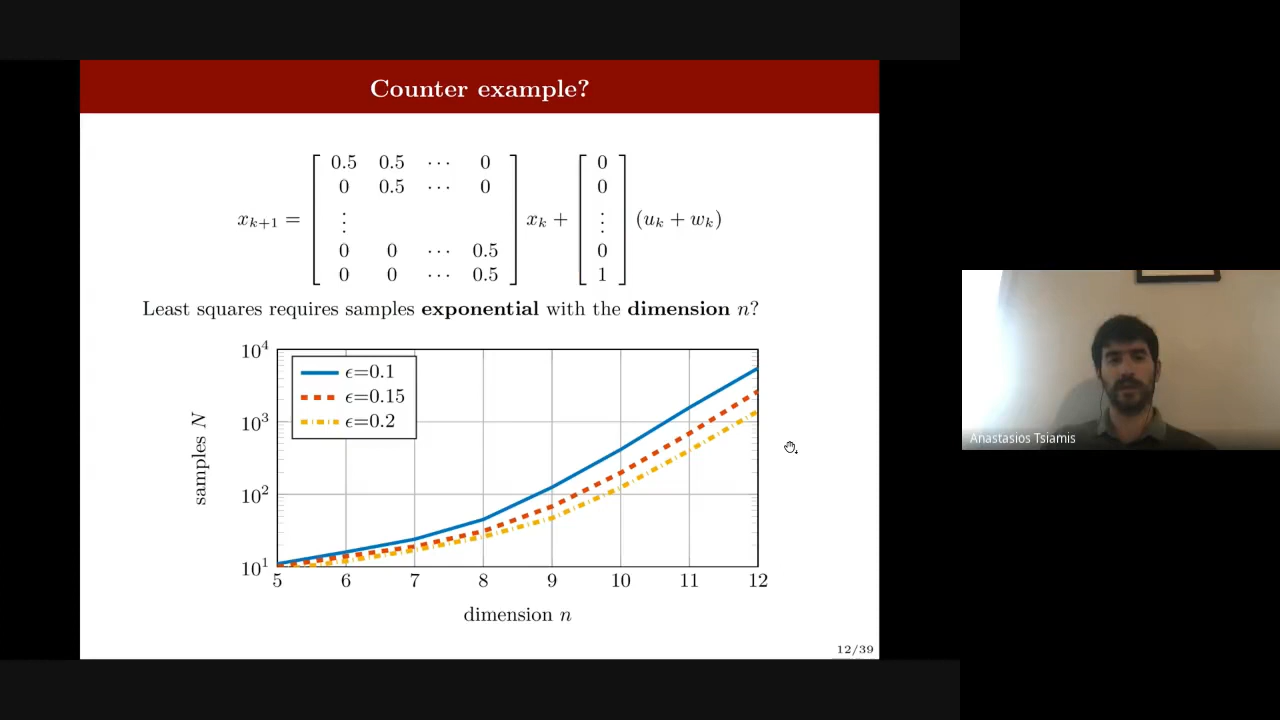 Counter example?
x_{k+1} = [ 0.5 0.5 ⋯ 0 ; 0 0.5 ⋯ 0 ; ⋮ ; 0 0 ⋯ 0.5 ; 0 0 ⋯ 0.5 ] x_k + [ 0 ; 0 ; ⋮ ; 0 ; 1 ] (u_k + w_k)
Least squares requires samples exponential with the dimension n?
10^4
10^3
10^2
10^1
samples N
ϵ=0.1
ϵ=0.15
ϵ=0.2
5 6 7 8 9 10 11 12
dimension n
12/39
Anastasios Tsiamis